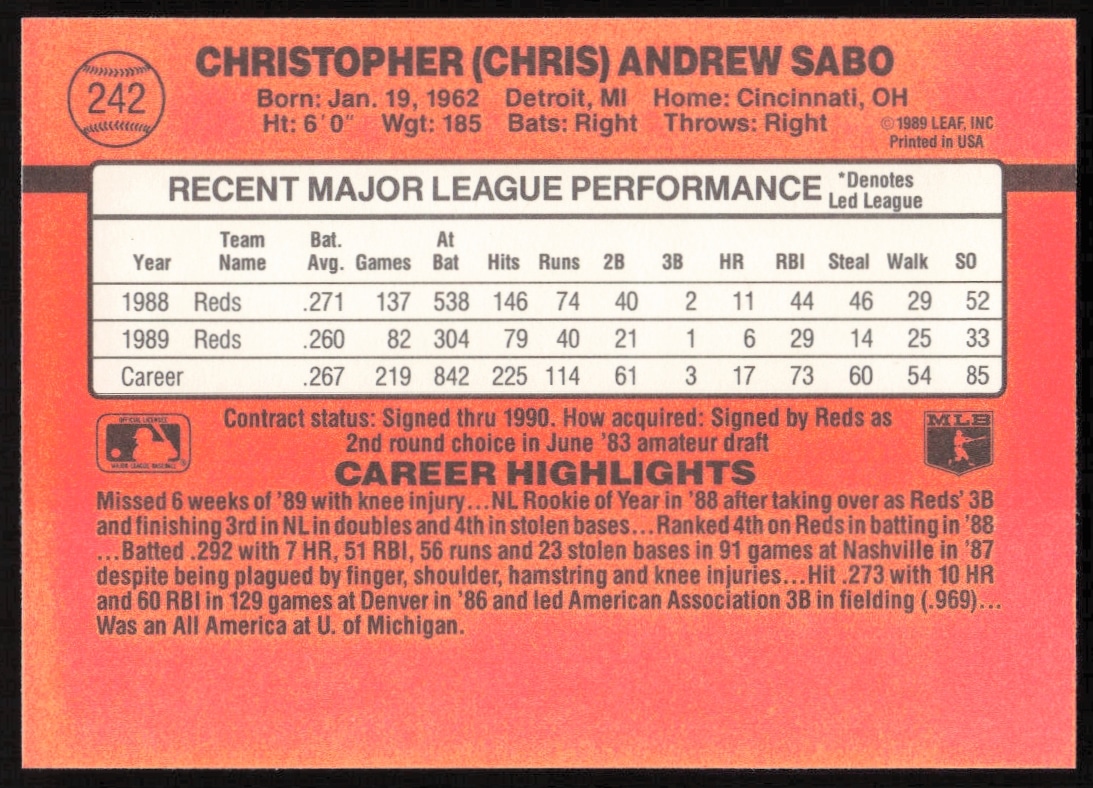 CHRISTOPHER (CHRIS) ANDREW SABO
242
Born: Jan. 19, 1962 Detroit, MI Home: Cincinnati, OH
Ht: 6'0" Wgt: 185 Bats: Right Throws: Right
©1989 LEAF, INC
Printed in USA
RECENT MAJOR LEAGUE PERFORMANCE *Denotes
Led League
Year Team Name Bat. Avg. Games At Bat Hits Runs 2B 3B HR RBI Steal Walk SO
1988 Reds .271 137 538 146 74 40 2 11 44 46 29 52
1989 Reds .260 82 304 79 40 21 1 6 29 14 25 33
Career .267 219 842 225 114 61 3 17 73 60 54 85
OFFICIAL LICENSEE
MAJOR LEAGUE BASEBALL
Contract status: Signed thru 1990. How acquired: Signed by Reds as
2nd round choice in June '83 amateur draft
MLB
CAREER HIGHLIGHTS
Missed 6 weeks of '89 with knee injury...NL Rookie of Year in '88 after taking over as Reds' 3B
and finishing 3rd in NL in doubles and 4th in stolen bases...Ranked 4th on Reds in batting in '88
...Batted .292 with 7 HR, 51 RBI, 56 runs and 23 stolen bases in 91 games at Nashville in '87
despite being plagued by finger, shoulder, hamstring and knee injuries...Hit .273 with 10 HR
and 60 RBI in 129 games at Denver in '86 and led American Association 3B in fielding (.969)...
Was an All America at U. of Michigan.